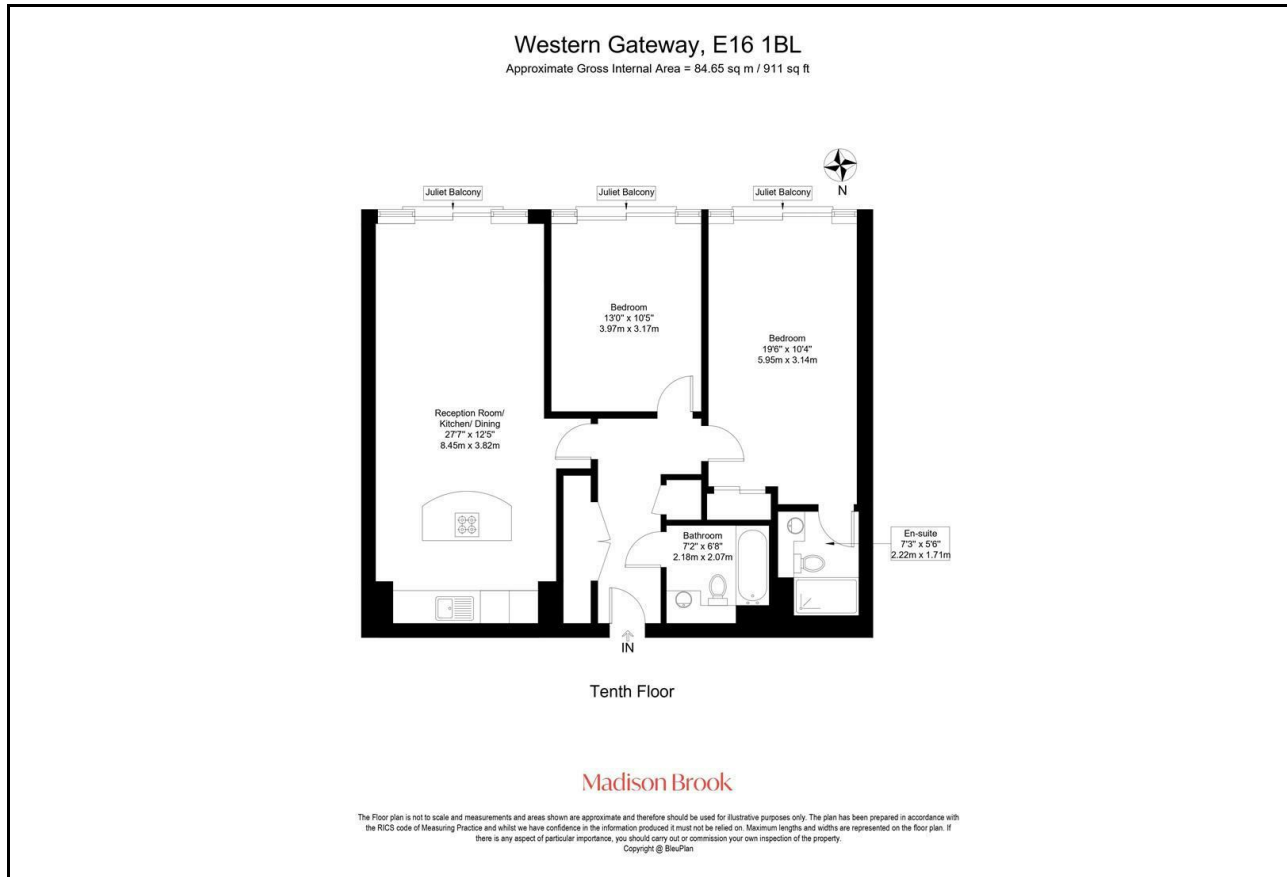 Western Gateway, E16 1BL
Approximate Gross Internal Area = 84.65 sq m / 911 sq ft
N
Juliet Balcony
Juliet Balcony
Juliet Balcony
Bedroom
13'0" x 10'5"
3.97m x 3.17m
Bedroom
19'6" x 10'4"
5.95m x 3.14m
Reception Room/
Kitchen/ Dining
27'7" x 12'5"
8.45m x 3.82m
Bathroom
7'2" x 6'8"
2.18m x 2.07m
En-suite
7'3" x 5'6"
2.22m x 1.71m
IN
Tenth Floor
Madison Brook
The Floor plan is not to scale and measurements and areas shown are approximate and therefore should be used for illustrative purposes only. The plan has been prepared in accordance with
the RICS code of Measuring Practice and whilst we have confidence in the information produced it must not be relied on. Maximum lengths and widths are represented on the floor plan. If
there is any aspect of particular importance, you should carry out or commission your own inspection of the property.
Copyright @ BleuPlan